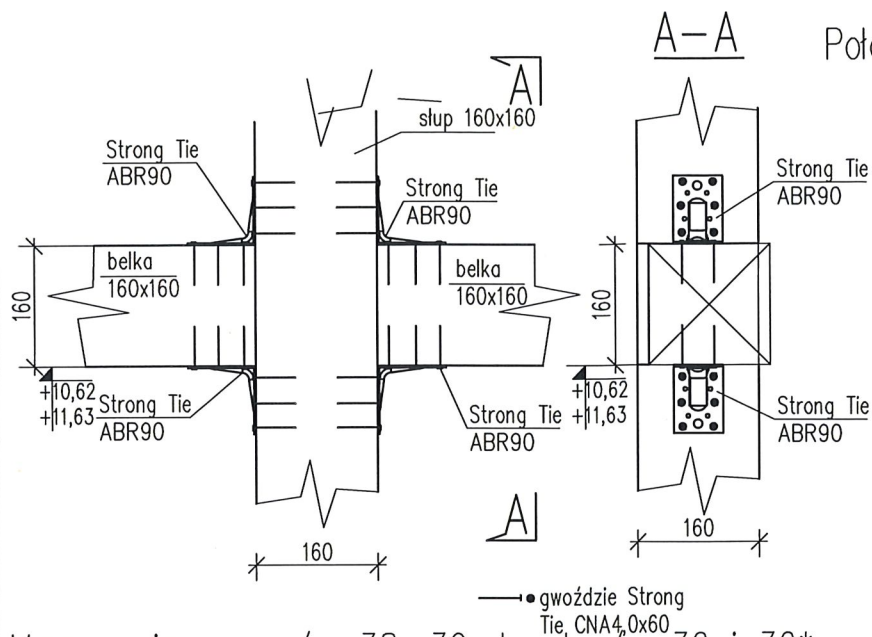 A-A
Poł
A
słup 160x160
Strong Tie
ABR90
Strong Tie
ABR90
Strong Tie
ABR90
belka
160x160
belka
160x160
160
160
+10,62
+11,63
Strong Tie
ABR90
Strong Tie
ABR90
+10,62
+11,63
Strong Tie
ABR90
A
160
160
gwoździe Strong
Tie CNA4,0x60